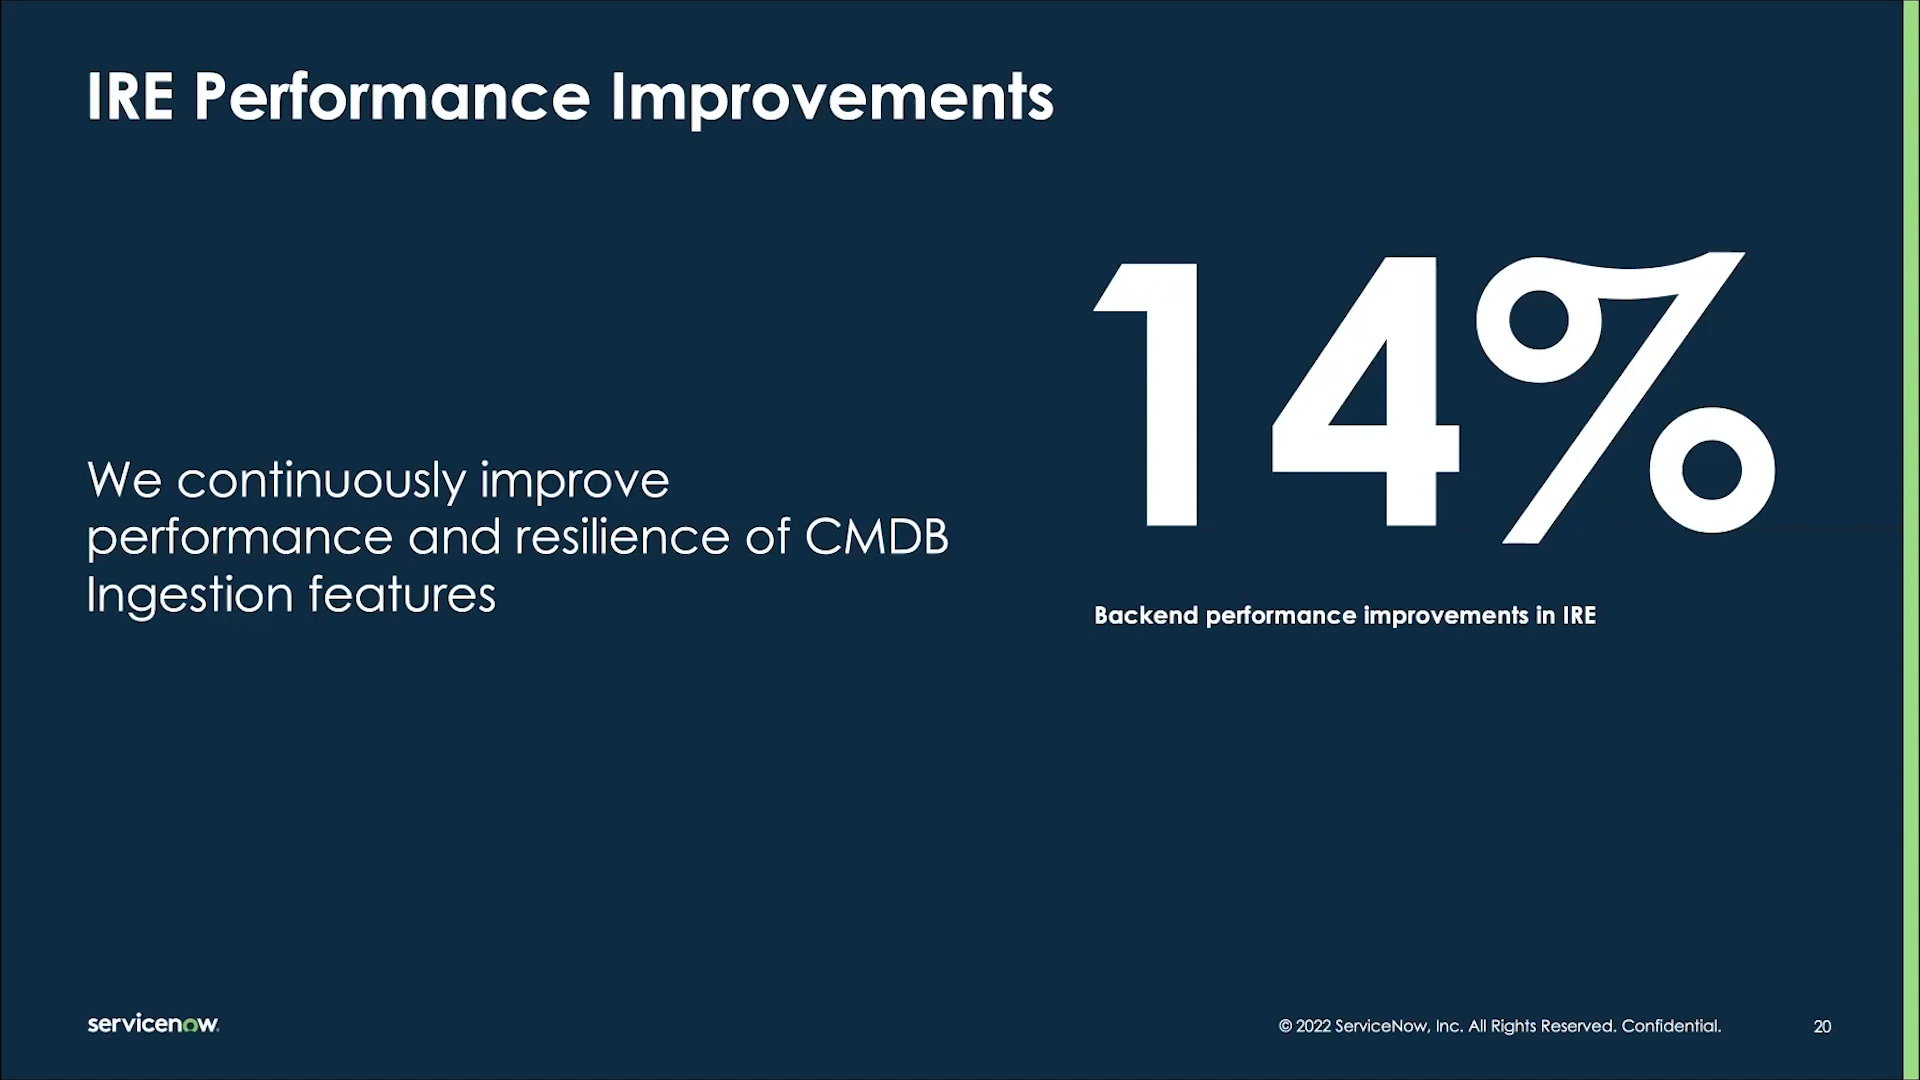 IRE Performance Improvements
We continuously improve
performance and resilience of CMDB
Ingestion features
14%
Backend performance improvements in IRE
servicenow.
© 2022 ServiceNow, Inc. All Rights Reserved. Confidential.
20